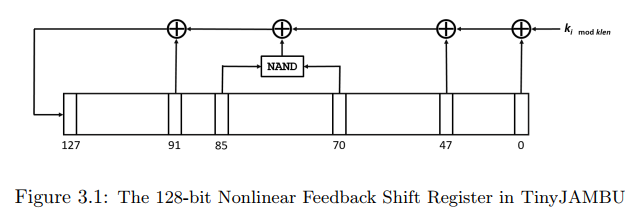 k_i mod klen
NAND
127 91 85 70 47 0
Figure 3.1: The 128-bit Nonlinear Feedback Shift Register in TinyJAMBU